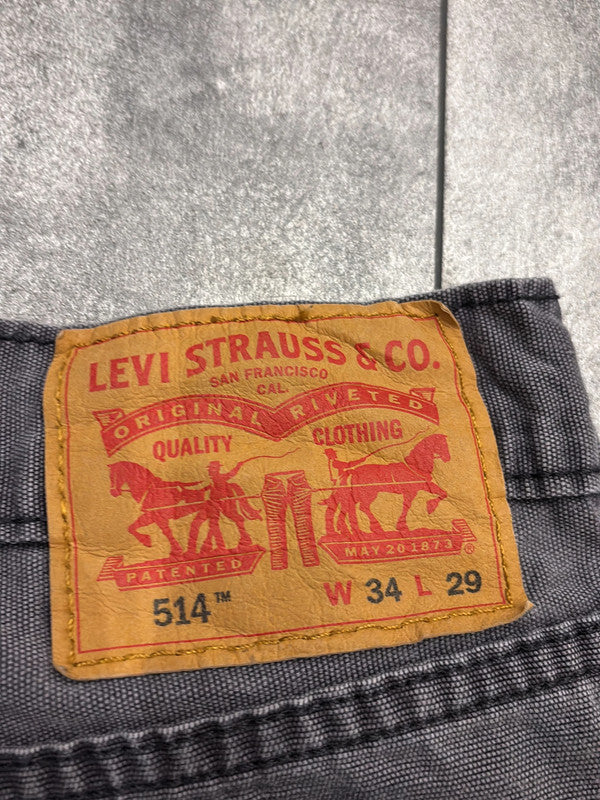 LEVI STRAUSS & CO.
SAN FRANCISCO
CAL
ORIGINAL RIVETED
QUALITY CLOTHING
PATENTED MAY 20 1873 ®
514™ W 34 L 29